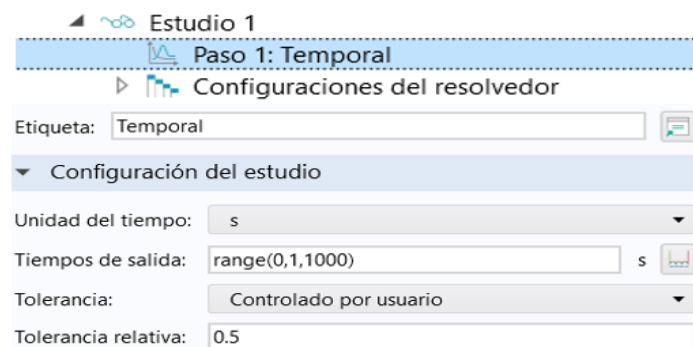 Estudio 1
Paso 1: Temporal
Configuraciones del resolvedor
Etiqueta: Temporal
Configuración del estudio
Unidad del tiempo: s
Tiempos de salida: range(0,1,1000) s
Tolerancia: Controlado por usuario
Tolerancia relativa: 0.5